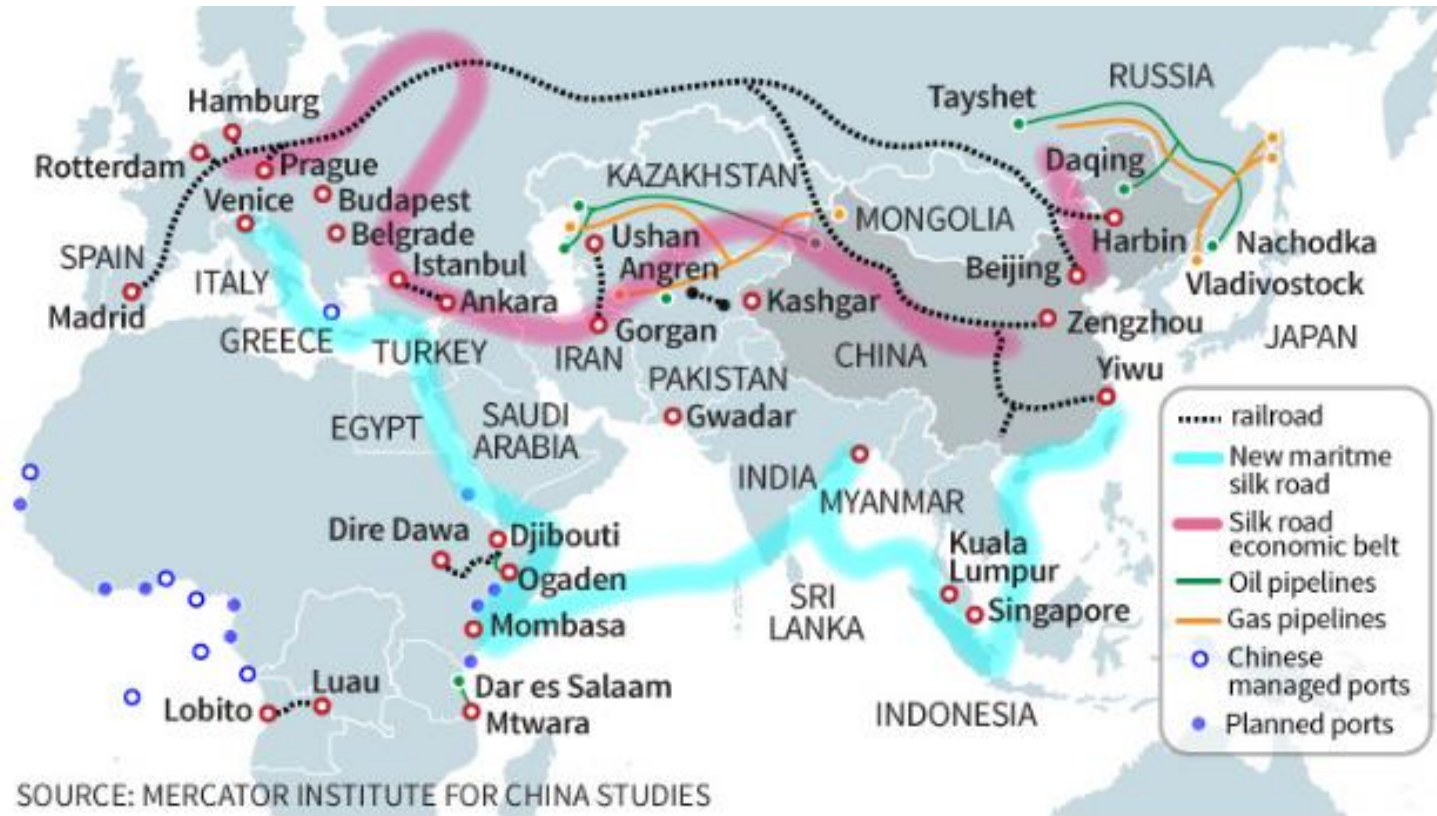 RUSSIA
Tayshet
Hamburg
Daqing
Rotterdam
Prague
KAZAKHSTAN
Venice
Budapest
MONGOLIA
Belgrade
Ushan
Harbin
Nachodka
SPAIN
ITALY
Istanbul
Angren
Beijing
Vladivostock
Madrid
Ankara
Kashgar
GREECE
TURKEY
IRAN
Gorgan
Zengzhou
JAPAN
CHINA
PAKISTAN
Yiwu
Gwadar
EGYPT
SAUDI
ARABIA
INDIA
MYANMAR
Dire Dawa
Djibouti
Ogaden
Kuala
Lumpur
SRI
LANKA
Singapore
Mombasa
Luau
Dar es Salaam
Lobito
Mtwara
INDONESIA
railroad
New maritme
silk road
Silk road
economic belt
Oil pipelines
Gas pipelines
Chinese
managed ports
Planned ports
SOURCE: MERCATOR INSTITUTE FOR CHINA STUDIES